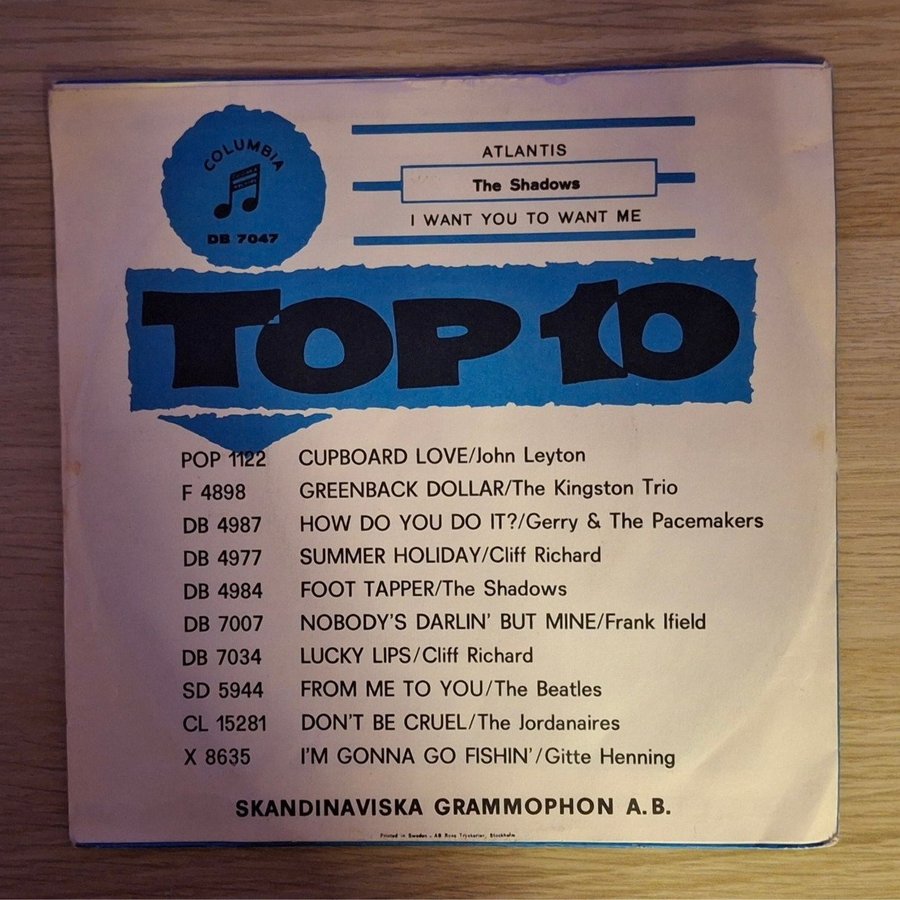 COLUMBIA
DB 7047
ATLANTIS
The Shadows
I WANT YOU TO WANT ME
TOP 10
POP 1122 CUPBOARD LOVE/John Leyton
F 4898 GREENBACK DOLLAR/The Kingston Trio
DB 4987 HOW DO YOU DO IT?/Gerry & The Pacemakers
DB 4977 SUMMER HOLIDAY/Cliff Richard
DB 4984 FOOT TAPPER/The Shadows
DB 7007 NOBODY'S DARLIN' BUT MINE/Frank Ifield
DB 7034 LUCKY LIPS/Cliff Richard
SD 5944 FROM ME TO YOU/The Beatles
CL 15281 DON'T BE CRUEL/The Jordanaires
X 8635 I'M GONNA GO FISHIN'/Gitte Henning
SKANDINAVISKA GRAMMOPHON A.B.
Printed in Sweden - AB Roos Tryckerier, Stockholm